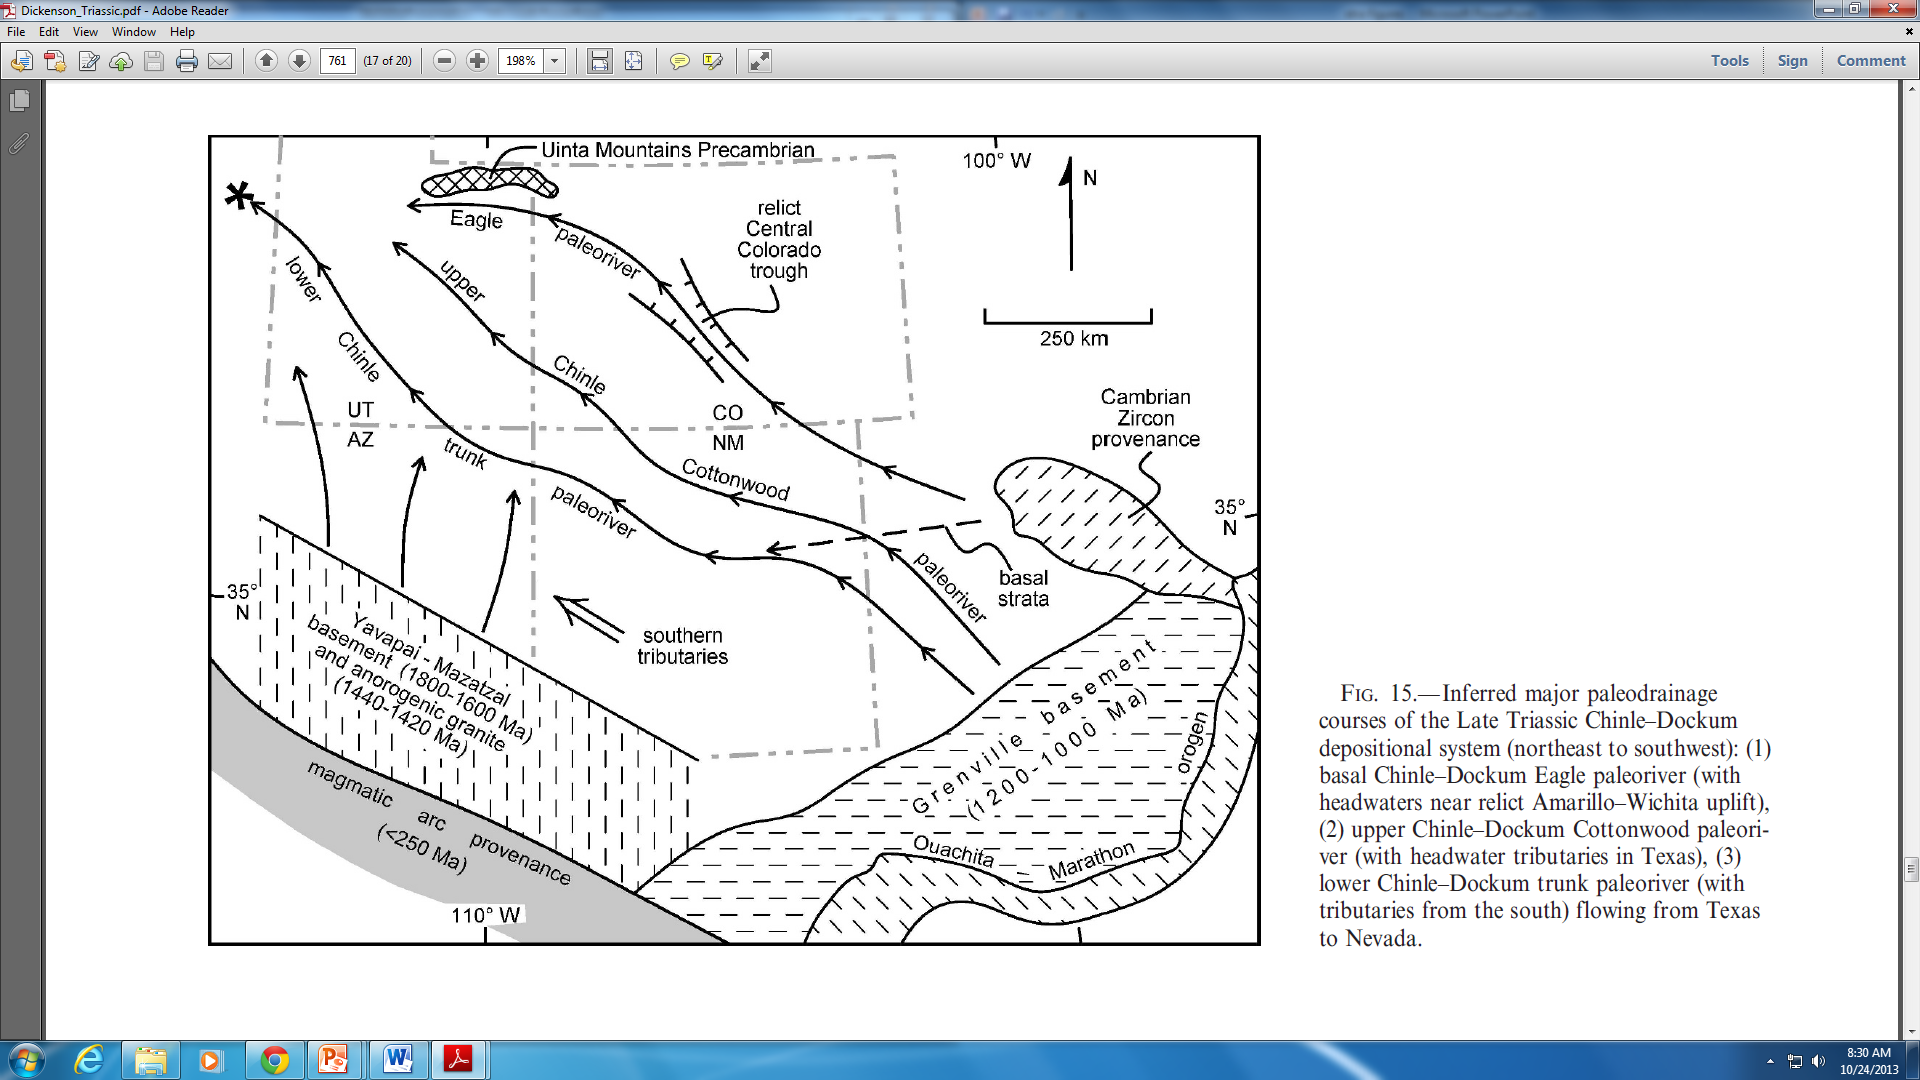 Dickenson_Triassic.pdf - Adobe Reader
File Edit View Window Help
761 (17 of 20) 198% Tools Sign Comment
Uinta Mountains Precambrian
100° W
N
Eagle
paleoriver
relict
Central
Colorado
trough
upper
lower
250 km
Chinle
Chinle
Cambrian
Zircon
provenance
UT
CO
AZ
NM
trunk
Cottonwood
paleoriver
35°
N
paleoriver
basal
strata
35°
N
southern
tributaries
Yavapai - Mazatzal
basement (1800-1600 Ma)
and anorogenic granite
(1440-1420 Ma)
Grenville basement
(1200-1000 Ma)
orogen
magmatic arc provenance
(<250 Ma)
Ouachita Marathon
110° W
FIG. 15.—Inferred major paleodrainage
courses of the Late Triassic Chinle–Dockum
depositional system (northeast to southwest): (1)
basal Chinle–Dockum Eagle paleoriver (with
headwaters near relict Amarillo–Wichita uplift),
(2) upper Chinle–Dockum Cottonwood paleori-
ver (with headwater tributaries in Texas), (3)
lower Chinle–Dockum trunk paleoriver (with
tributaries from the south) flowing from Texas
to Nevada.
8:30 AM
10/24/2013